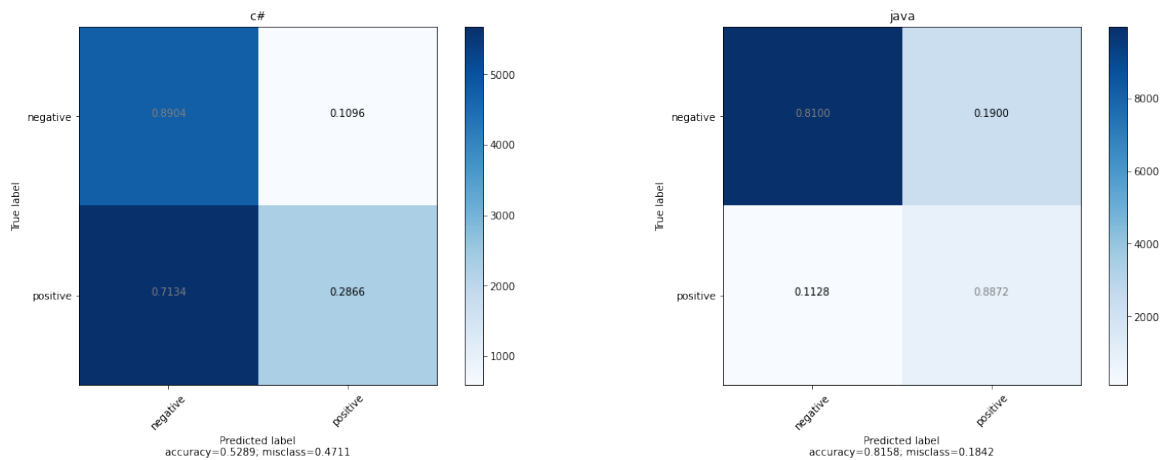 c#
5000
4000
3000
2000
1000
negative
positive
True label
0.8904
0.1096
0.7134
0.2866
negative
positive
Predicted label
accuracy=0.5289; misclass=0.4711
java
8000
6000
4000
2000
negative
positive
True label
0.8100
0.1900
0.1128
0.8872
negative
positive
Predicted label
accuracy=0.8158; misclass=0.1842